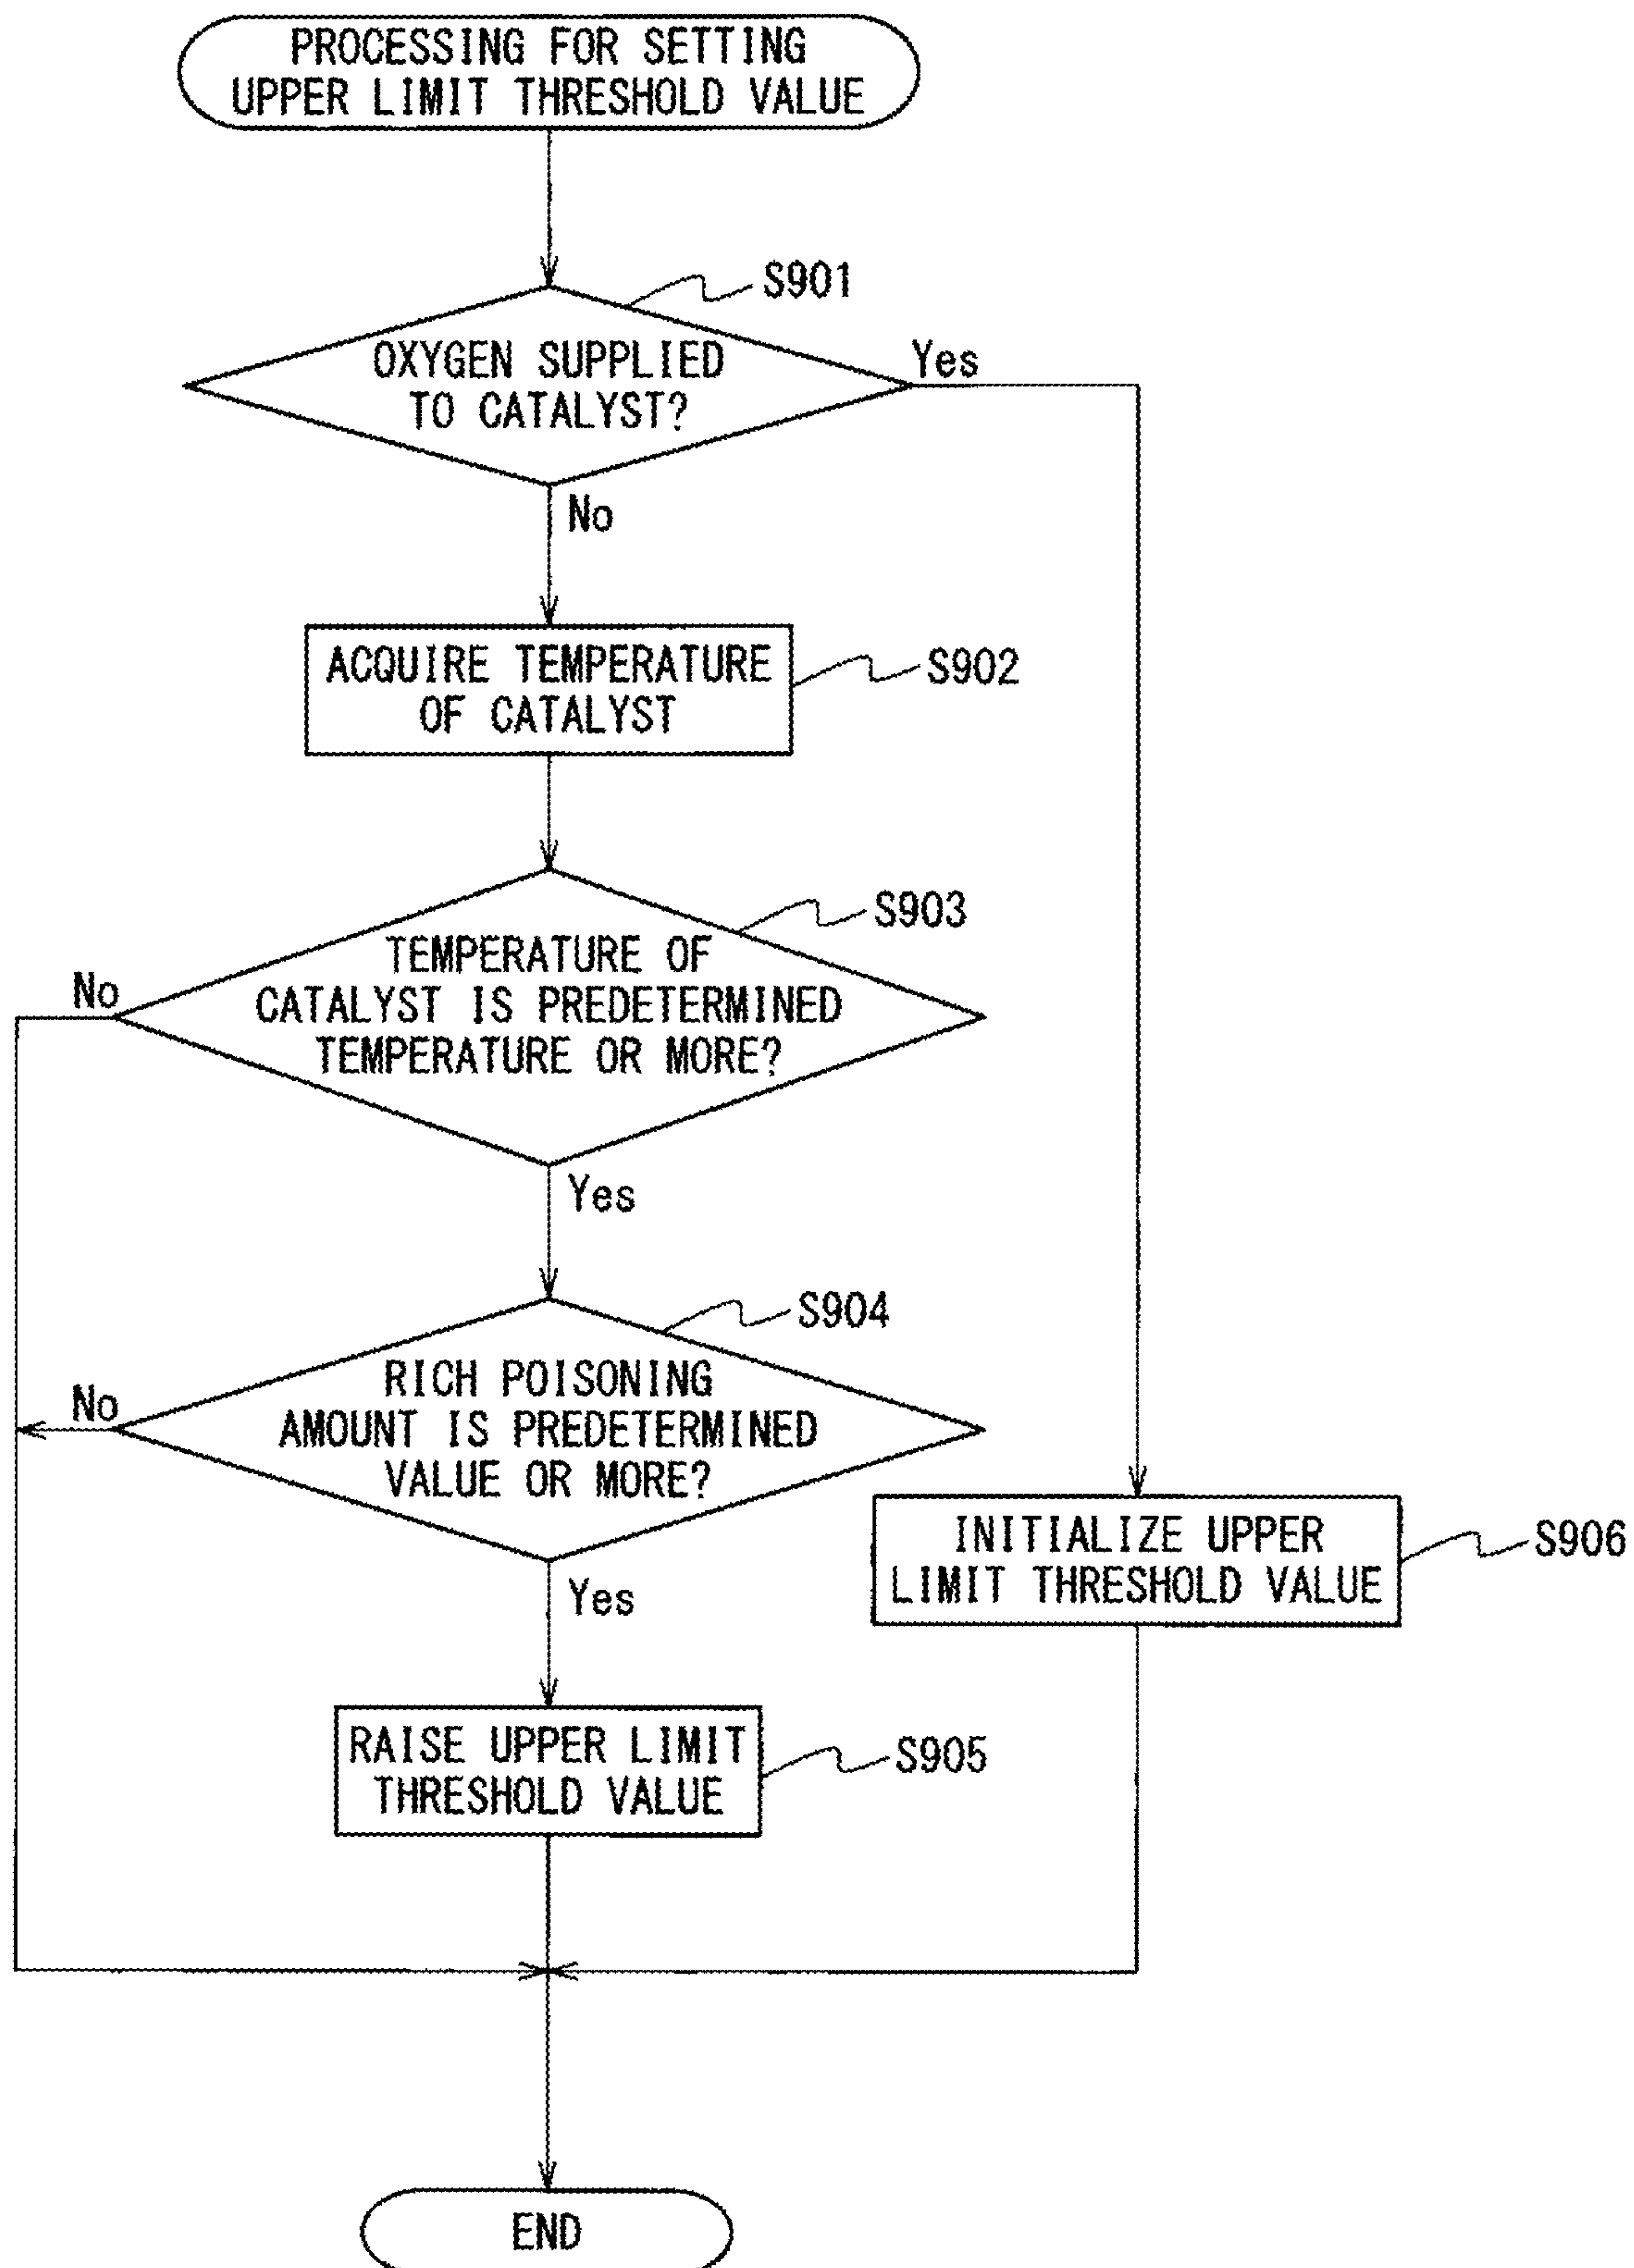 PROCESSING FOR SETTING
UPPER LIMIT THRESHOLD VALUE
S901
OXYGEN SUPPLIED
TO CATALYST?
Yes
No
ACQUIRE TEMPERATURE
OF CATALYST
S902
S903
TEMPERATURE OF
CATALYST IS PREDETERMINED
TEMPERATURE OR MORE?
No
Yes
S904
RICH POISONING
AMOUNT IS PREDETERMINED
VALUE OR MORE?
No
Yes
INITIALIZE UPPER
LIMIT THRESHOLD VALUE
S906
RAISE UPPER LIMIT
THRESHOLD VALUE
S905
END